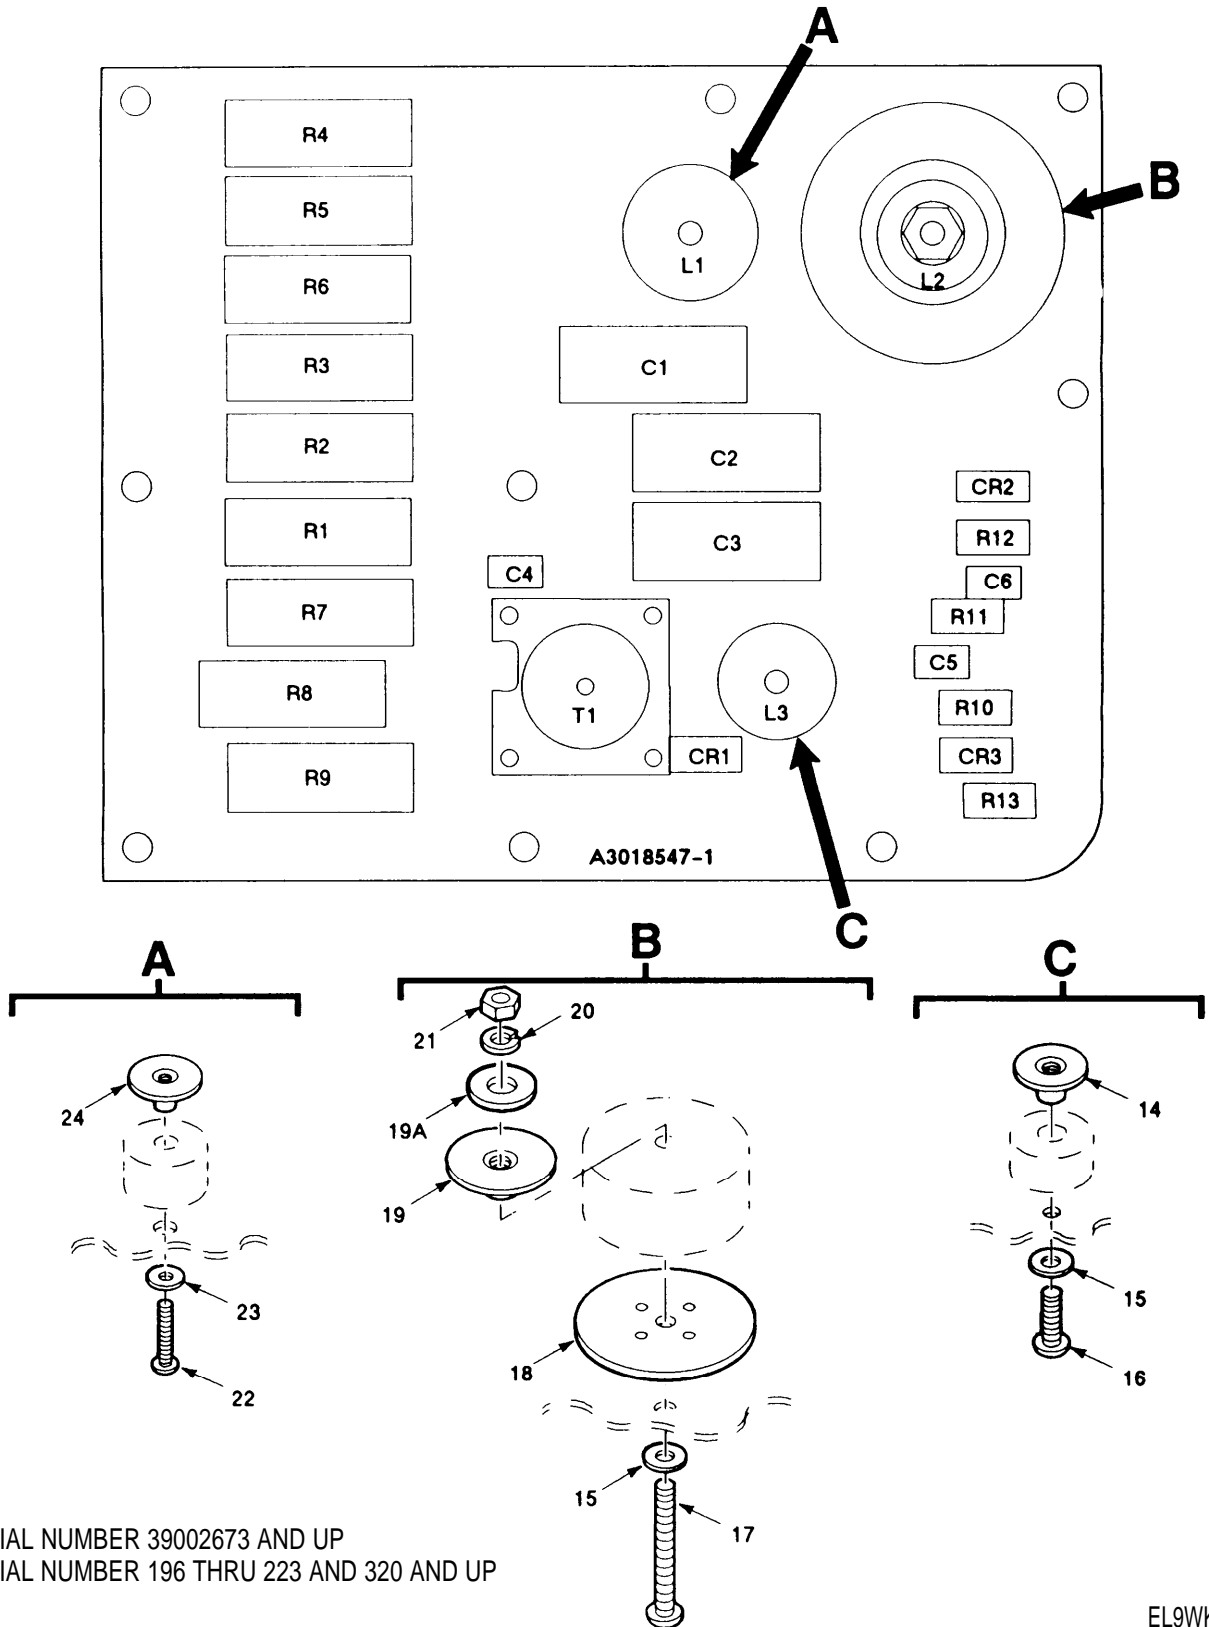 A
R4
R5
B
L1
L2
R6
R3
C1
R2
C2
CR2
R1
C3
R12
C4
C6
R7
R11
C5
R8
T1
L3
R10
CR1
CR3
R9
R13
A3018547-1
C
A
B
C
21
20
24
19A
14
19
23
15
18
16
22
15
17
IAL NUMBER 39002673 AND UP
IAL NUMBER 196 THRU 223 AND 320 AND UP
EL9WK